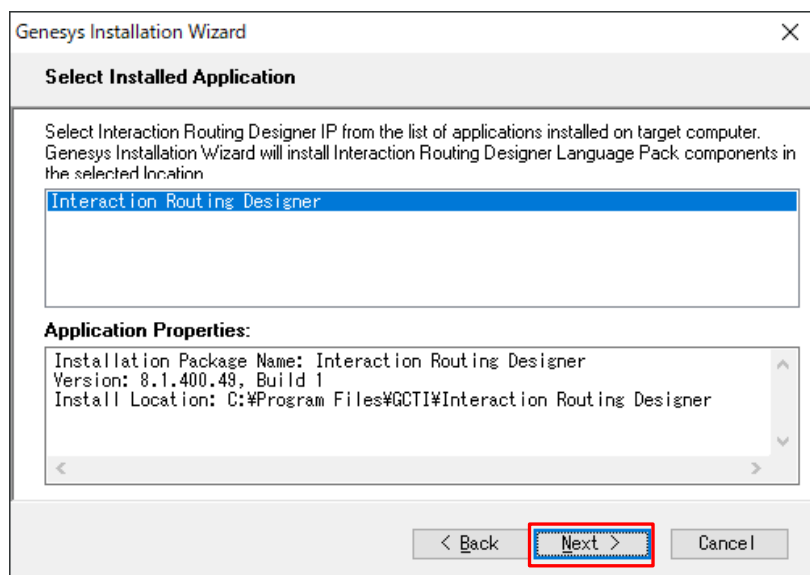 Genesys Installation Wizard
Select Installed Application
Select Interaction Routing Designer IP from the list of applications installed on target computer.
Genesys Installation Wizard will install Interaction Routing Designer Language Pack components in
the selected location
Interaction Routing Designer
Application Properties:
Installation Package Name: Interaction Routing Designer
Version: 8.1.400.49, Build 1
Install Location: C:¥Program Files¥GCTI¥Interaction Routing Designer
< Back Next > Cancel